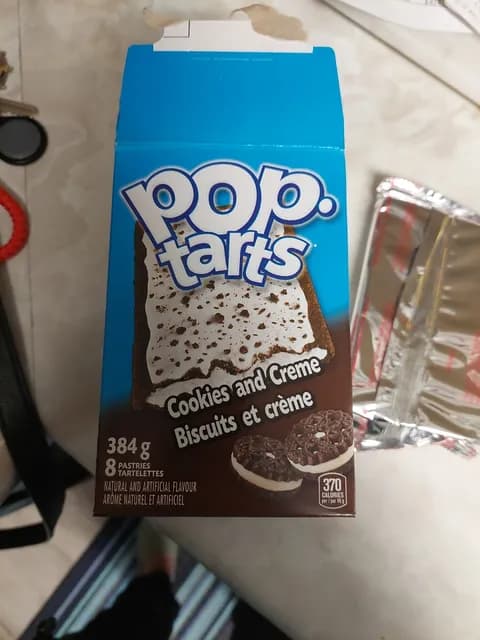 pop.
tarts
Cookies and Creme
Biscuits et crème
384 g
8 PASTRIES
TARTELETTES
NATURAL AND ARTIFICIAL FLAVOUR
ARÔME NATUREL ET ARTIFICIEL
370
CALORIES